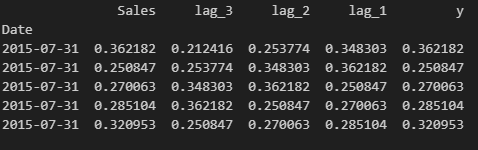 Sales lag_3 lag_2 lag_1 y
Date
2015-07-31 0.362182 0.212416 0.253774 0.348303 0.362182
2015-07-31 0.250847 0.253774 0.348303 0.362182 0.250847
2015-07-31 0.270063 0.348303 0.362182 0.250847 0.270063
2015-07-31 0.285104 0.362182 0.250847 0.270063 0.285104
2015-07-31 0.320953 0.250847 0.270063 0.285104 0.320953